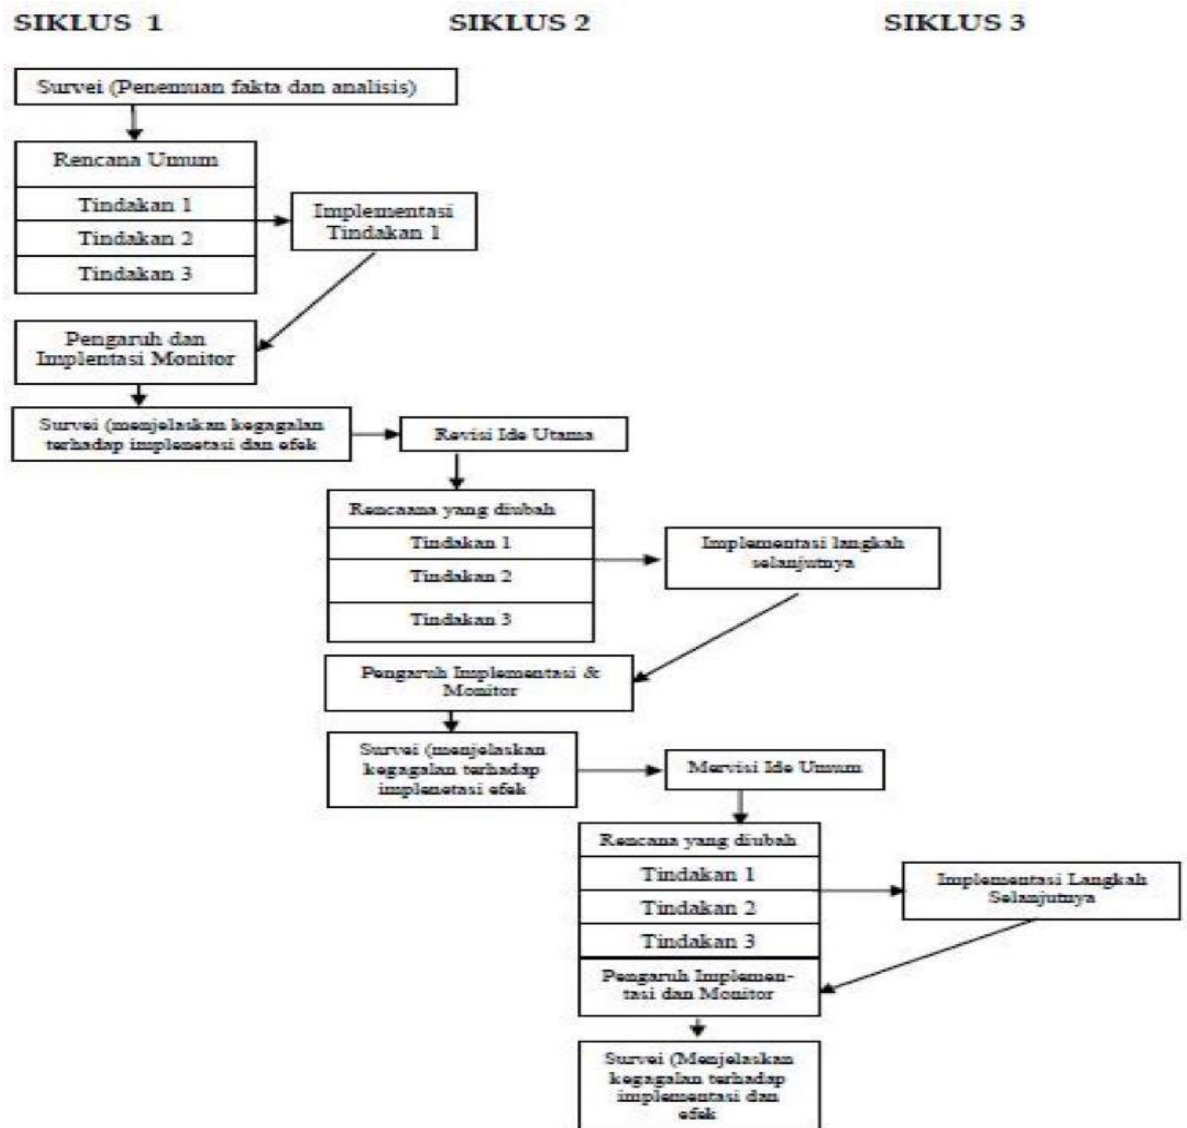 SIKLUS 1
SIKLUS 2
SIKLUS 3
Survei (Penemuan fakta dan analisis)
Rencana Umum
Tindakan 1
Tindakan 2
Tindakan 3
Implementasi
Tindakan 1
Pengaruh dan
Implentasi Monitor
Survei (menjelaskan kegagalan
terhadap implenetasi dan efek
Revisi Ide Utama
Rencaana yang diubah
Tindakan 1
Tindakan 2
Tindakan 3
Implementasi langkah
selanjutnya
Pengaruh Implementasi &
Monitor
Survei (menjelaskan
kegagalan terhadap
implenetasi efek
Mervisi Ide Umum
Rencana yang diubah
Tindakan 1
Tindakan 2
Tindakan 3
Implementasi Langkah
Selanjutnya
Pengaruh Implemen-
tasi dan Monitor
Survei (Menjelaskan
kegagalan terhadap
implementasi dan
efek